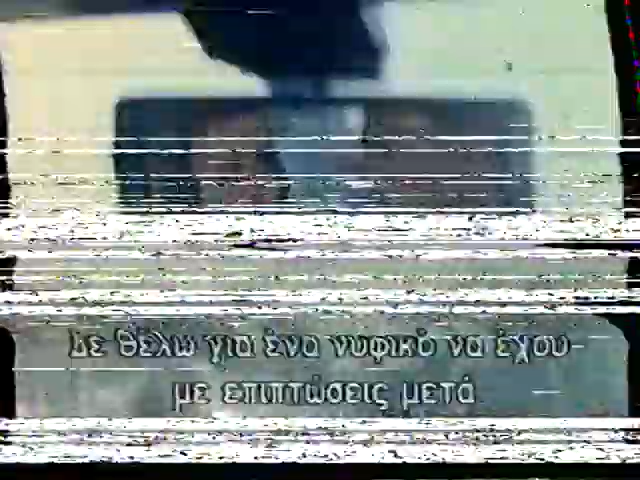 Δε θέλω για ένα νυφικό να έχου-
με επιπτώσεις μετά